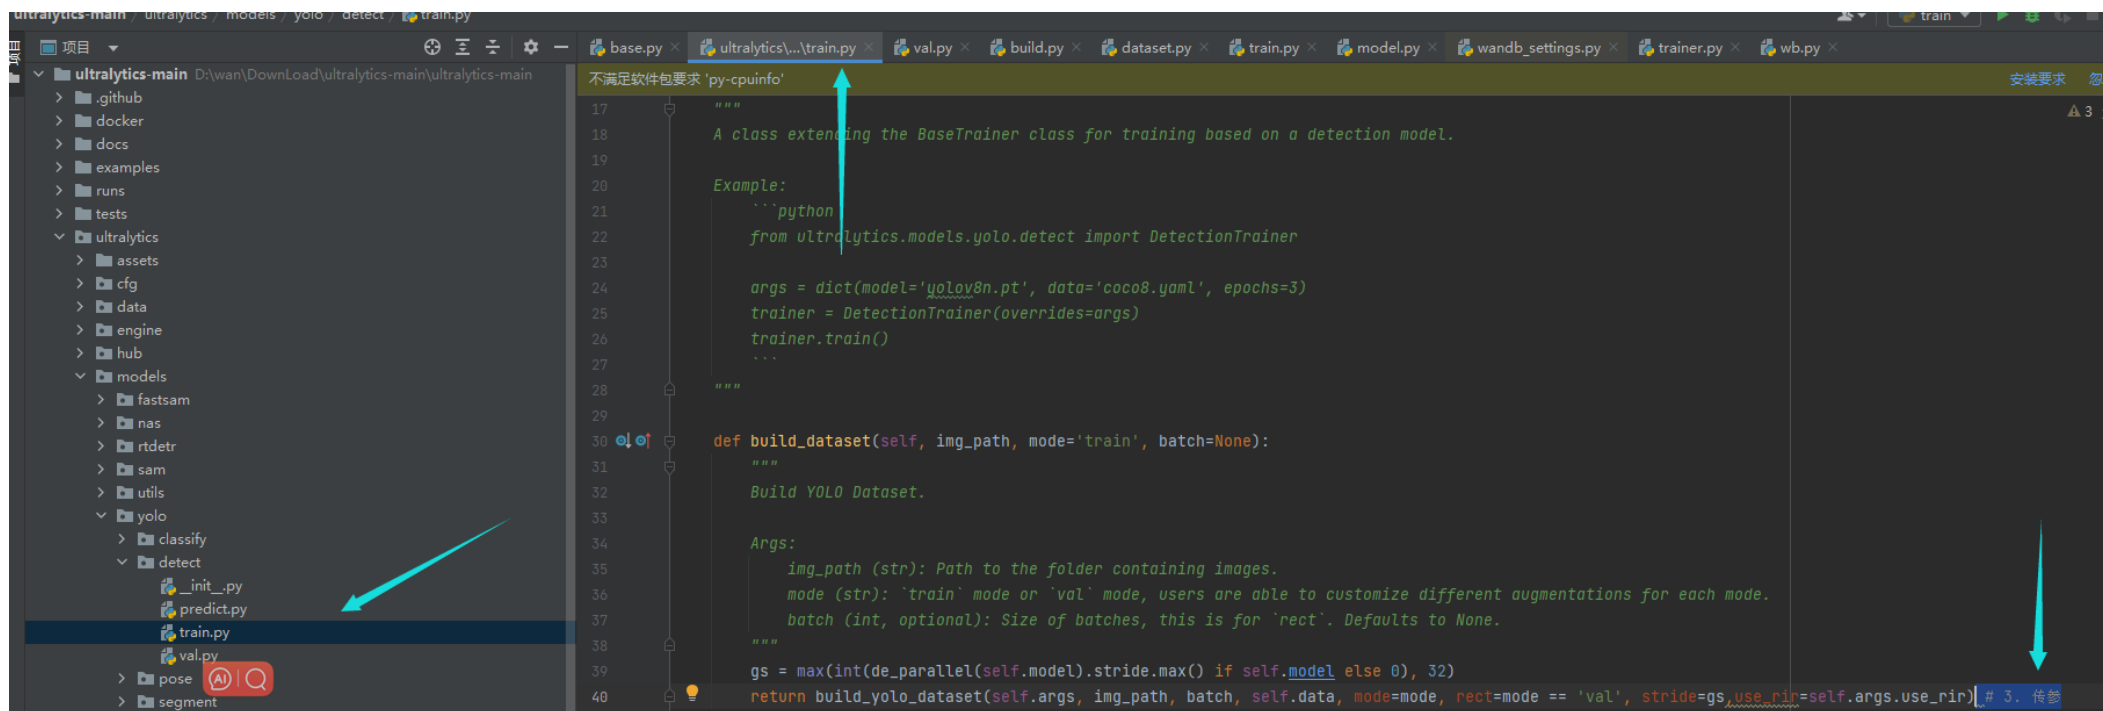 ultralytics-main / ultralytics / models / yolo / detect / train.py
train
项目
项目
base.py × ultralytics\...\train.py × val.py × build.py × dataset.py × train.py × model.py × wandb_settings.py × trainer.py × wb.py ×
ultralytics-main D:\wan\DownLoad\ultralytics-main\ultralytics-main
.github
docker
docs
examples
runs
tests
ultralytics
assets
cfg
data
engine
hub
models
fastsam
nas
rtdetr
sam
utils
yolo
classify
detect
__init__.py
predict.py
train.py
val.py
pose
AI
segment
不满足软件包要求 'py-cpuinfo'
安装要求
3
17 """
18 A class extending the BaseTrainer class for training based on a detection model.
19
20 Example:
21 ```python
22 from ultralytics.models.yolo.detect import DetectionTrainer
23
24 args = dict(model='yolov8n.pt', data='coco8.yaml', epochs=3)
25 trainer = DetectionTrainer(overrides=args)
26 trainer.train()
27 ```
28 """
29
30 def build_dataset(self, img_path, mode='train', batch=None):
31 """
32 Build YOLO Dataset.
33
34 Args:
35 img_path (str): Path to the folder containing images.
36 mode (str): `train` mode or `val` mode, users are able to customize different augmentations for each mode.
37 batch (int, optional): Size of batches, this is for `rect`. Defaults to None.
38 """
39 gs = max(int(de_parallel(self.model).stride.max() if self.model else 0), 32)
40 return build_yolo_dataset(self.args, img_path, batch, self.data, mode=mode, rect=mode == 'val', stride=gs,use_rir=self.args.use_rir) # 3. 传参